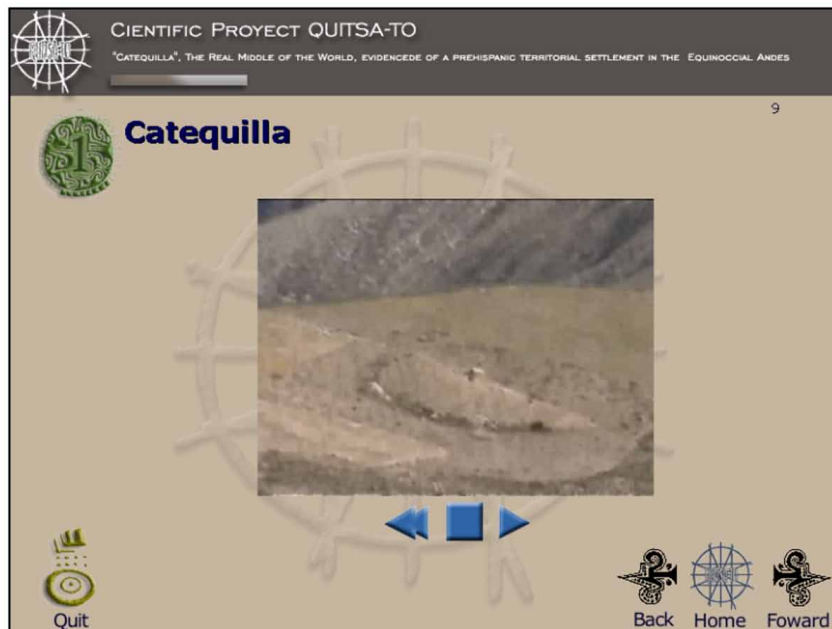 CIENTIFIC PROYECT QUITSA-TO
"CATEQUILLA", THE REAL MIDDLE OF THE WORLD, EVIDENCEDE OF A PREHISPANIC TERRITORIAL SETTLEMENT IN THE EQUINOCCIAL ANDES
9
1
Catequilla
Quit
Back
Home
Foward